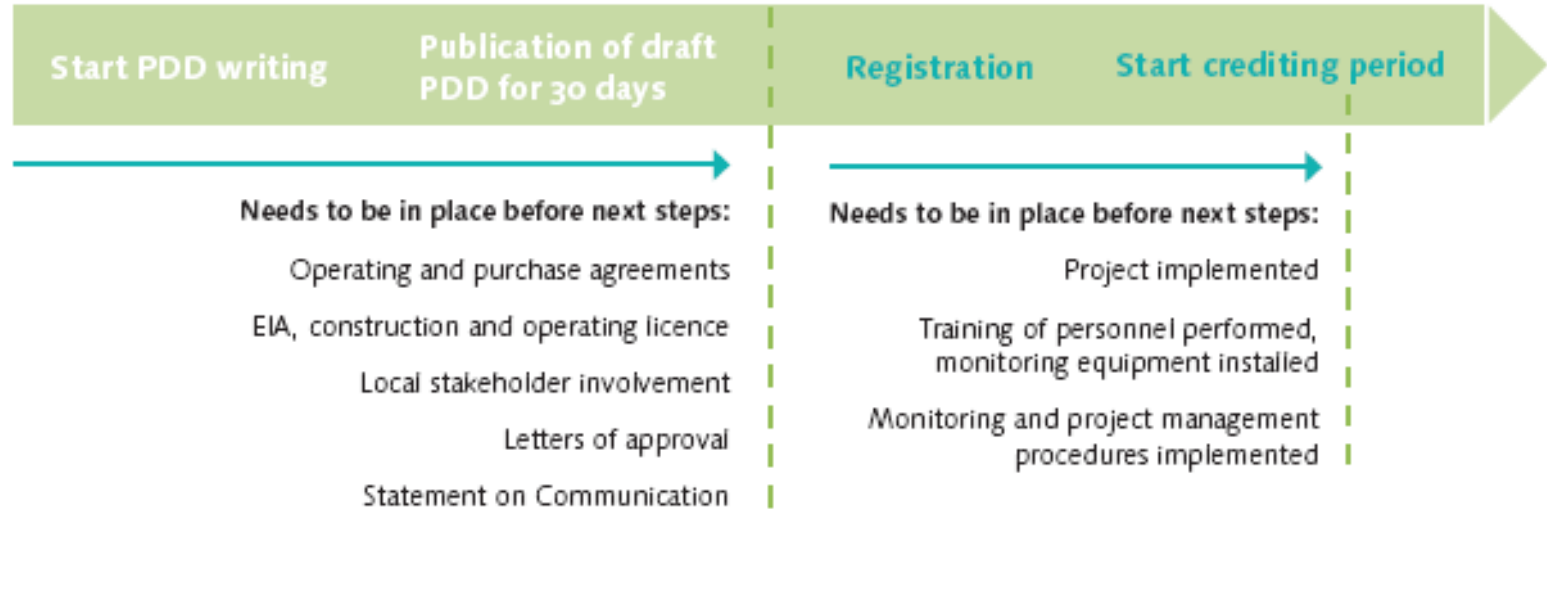 Start PDD writing
Publication of draft
PDD for 30 days
Registration
Start crediting period
Needs to be in place before next steps:
Operating and purchase agreements
EIA, construction and operating licence
Local stakeholder involvement
Letters of approval
Statement on Communication
Needs to be in place before next steps:
Project implemented
Training of personnel performed,
monitoring equipment installed
Monitoring and project management
procedures implemented